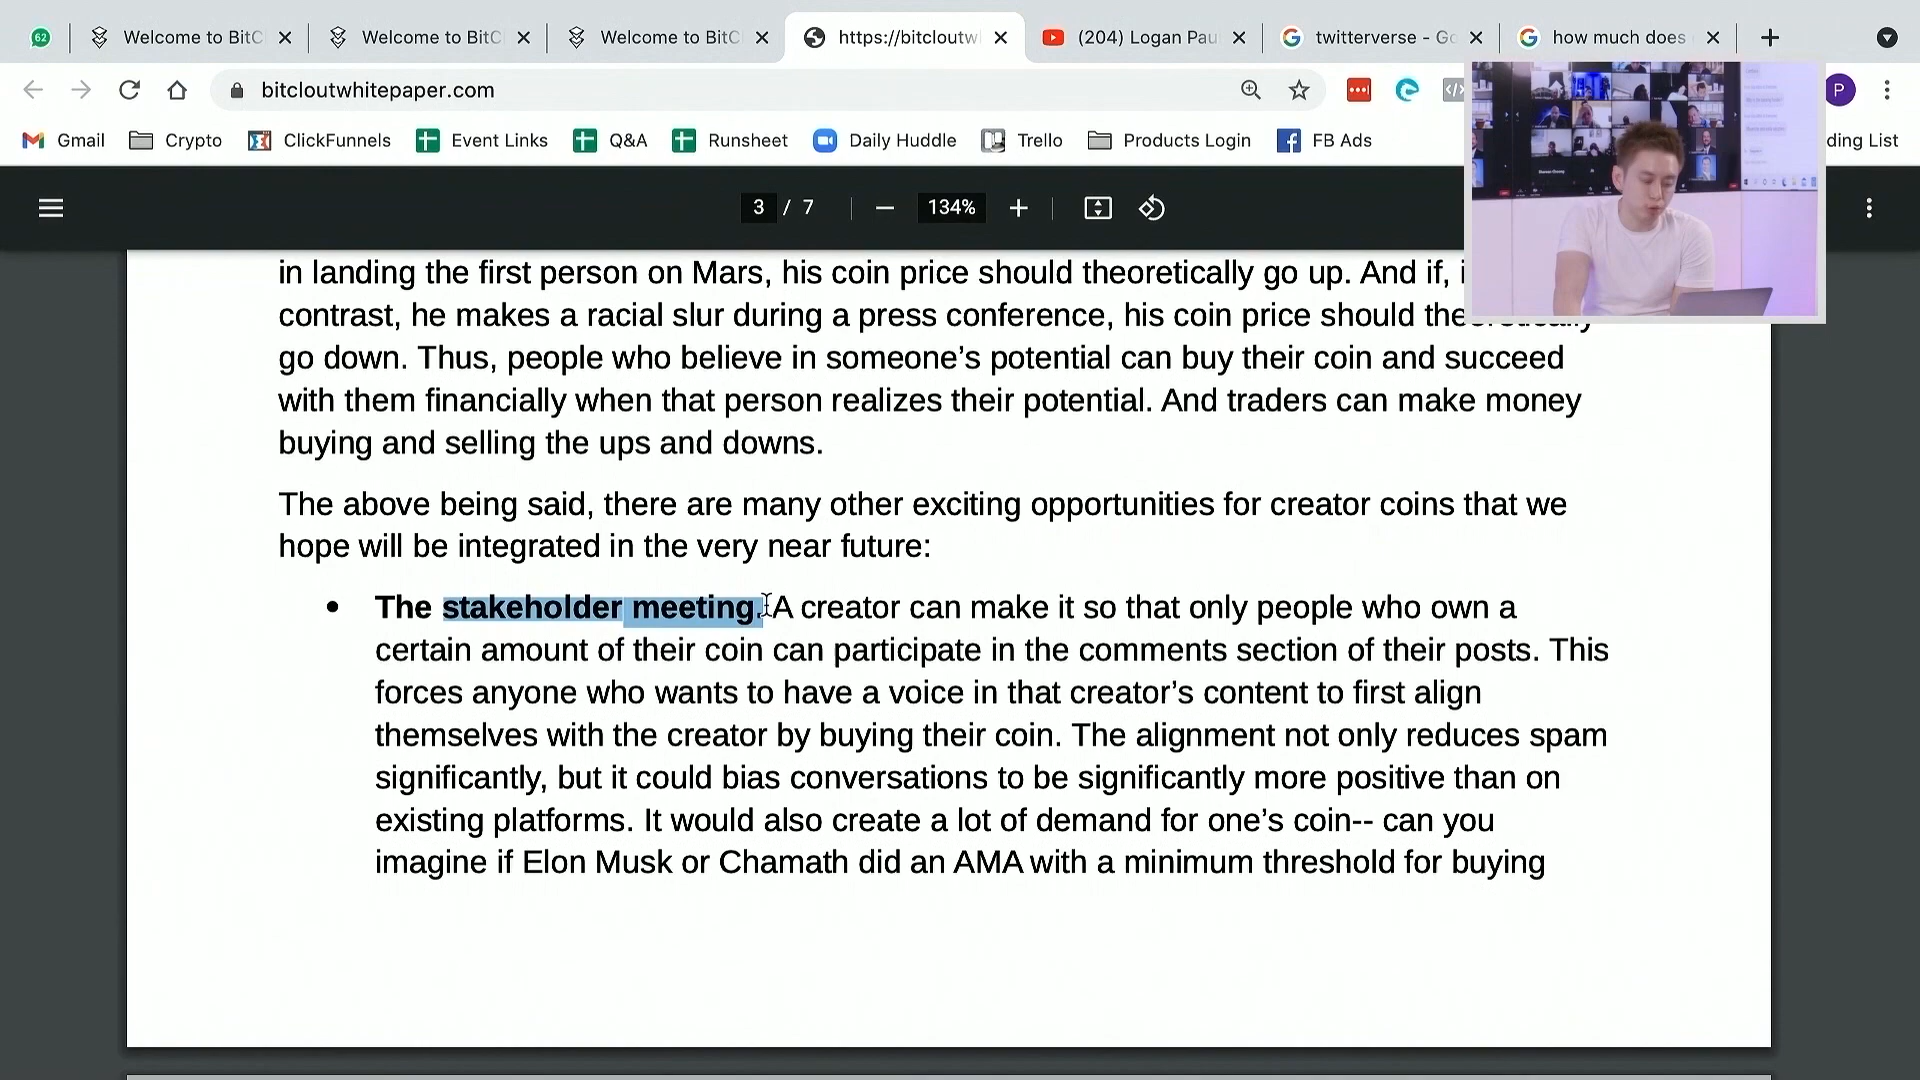 62
Welcome to BitC
Welcome to BitC
Welcome to BitC
https://bitcloutw
(204) Logan Pau
twitterverse - Go
how much does
bitcloutwhitepaper.com
P
Gmail
Crypto
ClickFunnels
Event Links
Q&A
Runsheet
Daily Huddle
Trello
Products Login
FB Ads
ding List
3 / 7
134%
in landing the first person on Mars, his coin price should theoretically go up. And if, i
contrast, he makes a racial slur during a press conference, his coin price should theoretically
go down. Thus, people who believe in someone’s potential can buy their coin and succeed
with them financially when that person realizes their potential. And traders can make money
buying and selling the ups and downs.
The above being said, there are many other exciting opportunities for creator coins that we
hope will be integrated in the very near future:
• The stakeholder meeting. A creator can make it so that only people who own a
certain amount of their coin can participate in the comments section of their posts. This
forces anyone who wants to have a voice in that creator’s content to first align
themselves with the creator by buying their coin. The alignment not only reduces spam
significantly, but it could bias conversations to be significantly more positive than on
existing platforms. It would also create a lot of demand for one’s coin-- can you
imagine if Elon Musk or Chamath did an AMA with a minimum threshold for buying